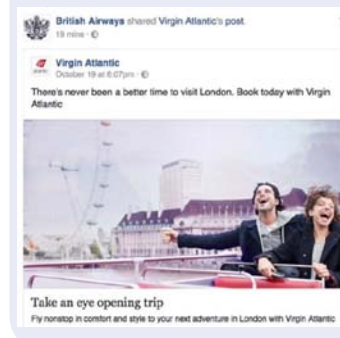 British Airways shared Virgin Atlantic's post.
19 mins ·
Virgin Atlantic
October 19 at 6:07pm ·
There's never been a better time to visit London. Book today with Virgin
Atlantic
Take an eye opening trip
Fly nonstop in comfort and style to your next adventure in London with Virgin Atlantic